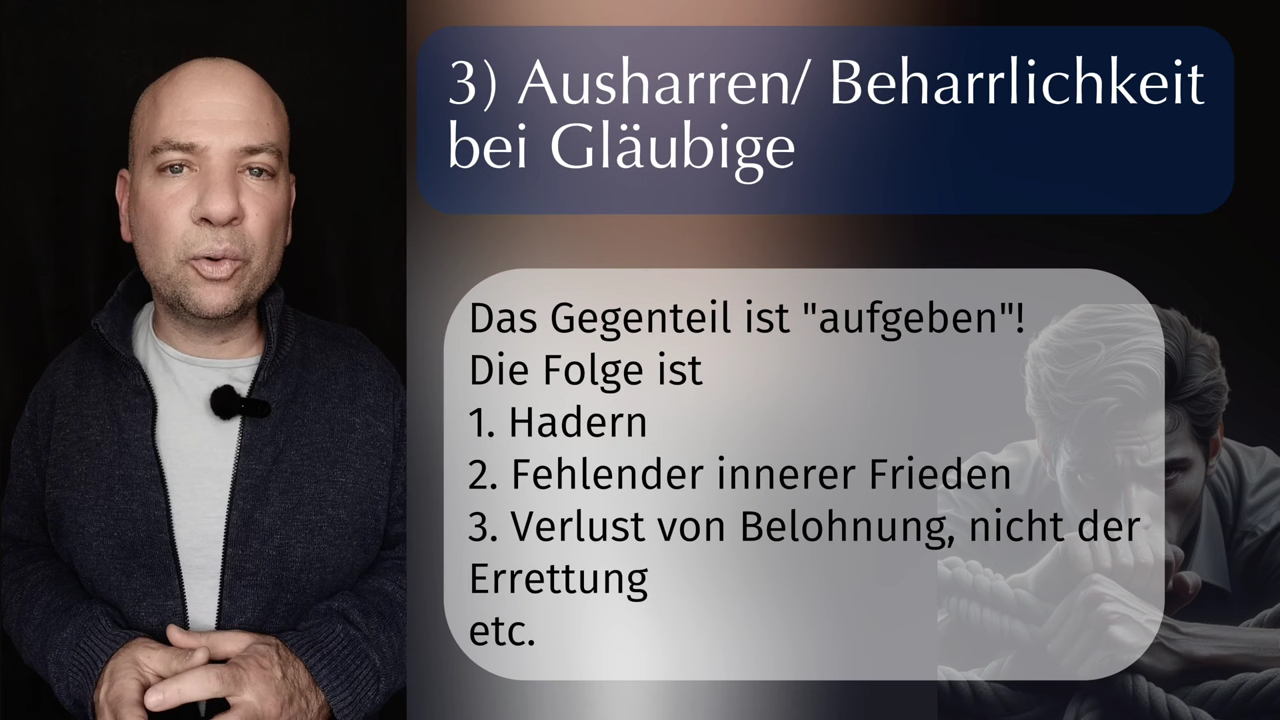 3) Ausharren/ Beharrlichkeit
bei Gläubige
Das Gegenteil ist "aufgeben"!
Die Folge ist
1. Hadern
2. Fehlender innerer Frieden
3. Verlust von Belohnung, nicht der
Errettung
etc.